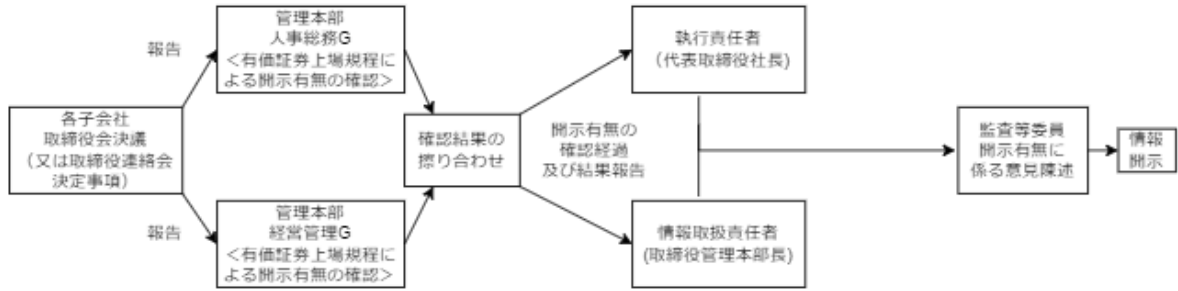 各子会社
取締役会決議
（又は取締役連絡会
決定事項）
報告
管理本部
人事総務G
＜有価証券上場規程に
よる開示有無の確認＞
報告
管理本部
経営管理G
＜有価証券上場規程に
よる開示有無の確認＞
確認結果の
擦り合わせ
開示有無の
確認経過
及び結果報告
執行責任者
（代表取締役社長)
情報取扱責任者
(取締役管理本部長)
監査等委員
開示有無に
係る意見陳述
情報
開示